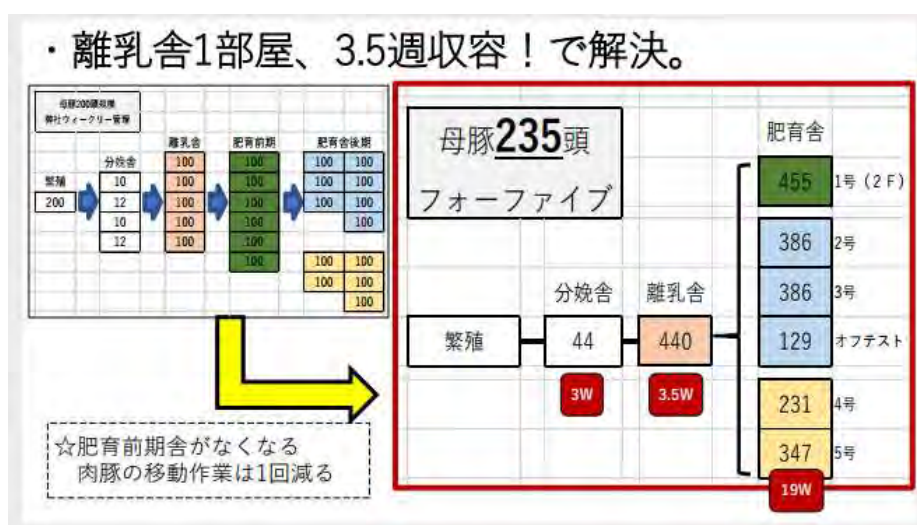 ・離乳舎1部屋、3.5週収容！で解決。
母豚200頭規模
弊社ウィークリー管理
離乳舎 肥育前期 肥育舎後期
分娩舎 100 100 100 100
繁殖 10 100 100 100 100
200 12 100 100 100 100
10 100 100 100
12 100 100
100 100 100
100 100
100
母豚235頭
フォーファイブ
肥育舎
455 1号（2F）
386 2号
分娩舎 離乳舎 386 3号
繁殖 44 440 129 オフテスト
3W 3.5W 231 4号
347 5号
19W
☆肥育前期舎がなくなる
肉豚の移動作業は1回減る